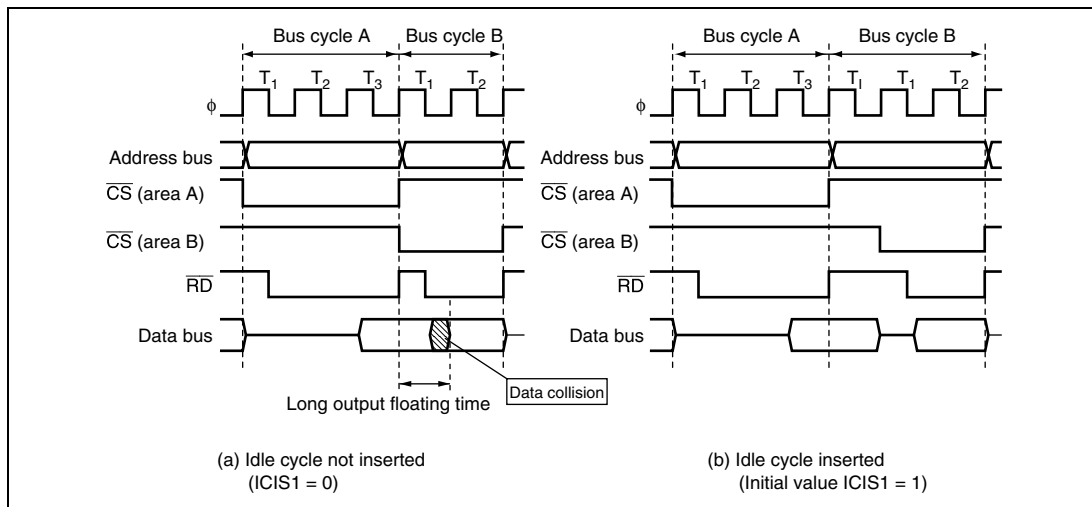 Bus cycle A Bus cycle B
T1 T2 T3 T1 T2
φ
Address bus
CS (area A)
CS (area B)
RD
Data bus
Data collision
Long output floating time
(a) Idle cycle not inserted
(ICIS1 = 0)
Bus cycle A Bus cycle B
T1 T2 T3 TI T1 T2
φ
Address bus
CS (area A)
CS (area B)
RD
Data bus
(b) Idle cycle inserted
(Initial value ICIS1 = 1)